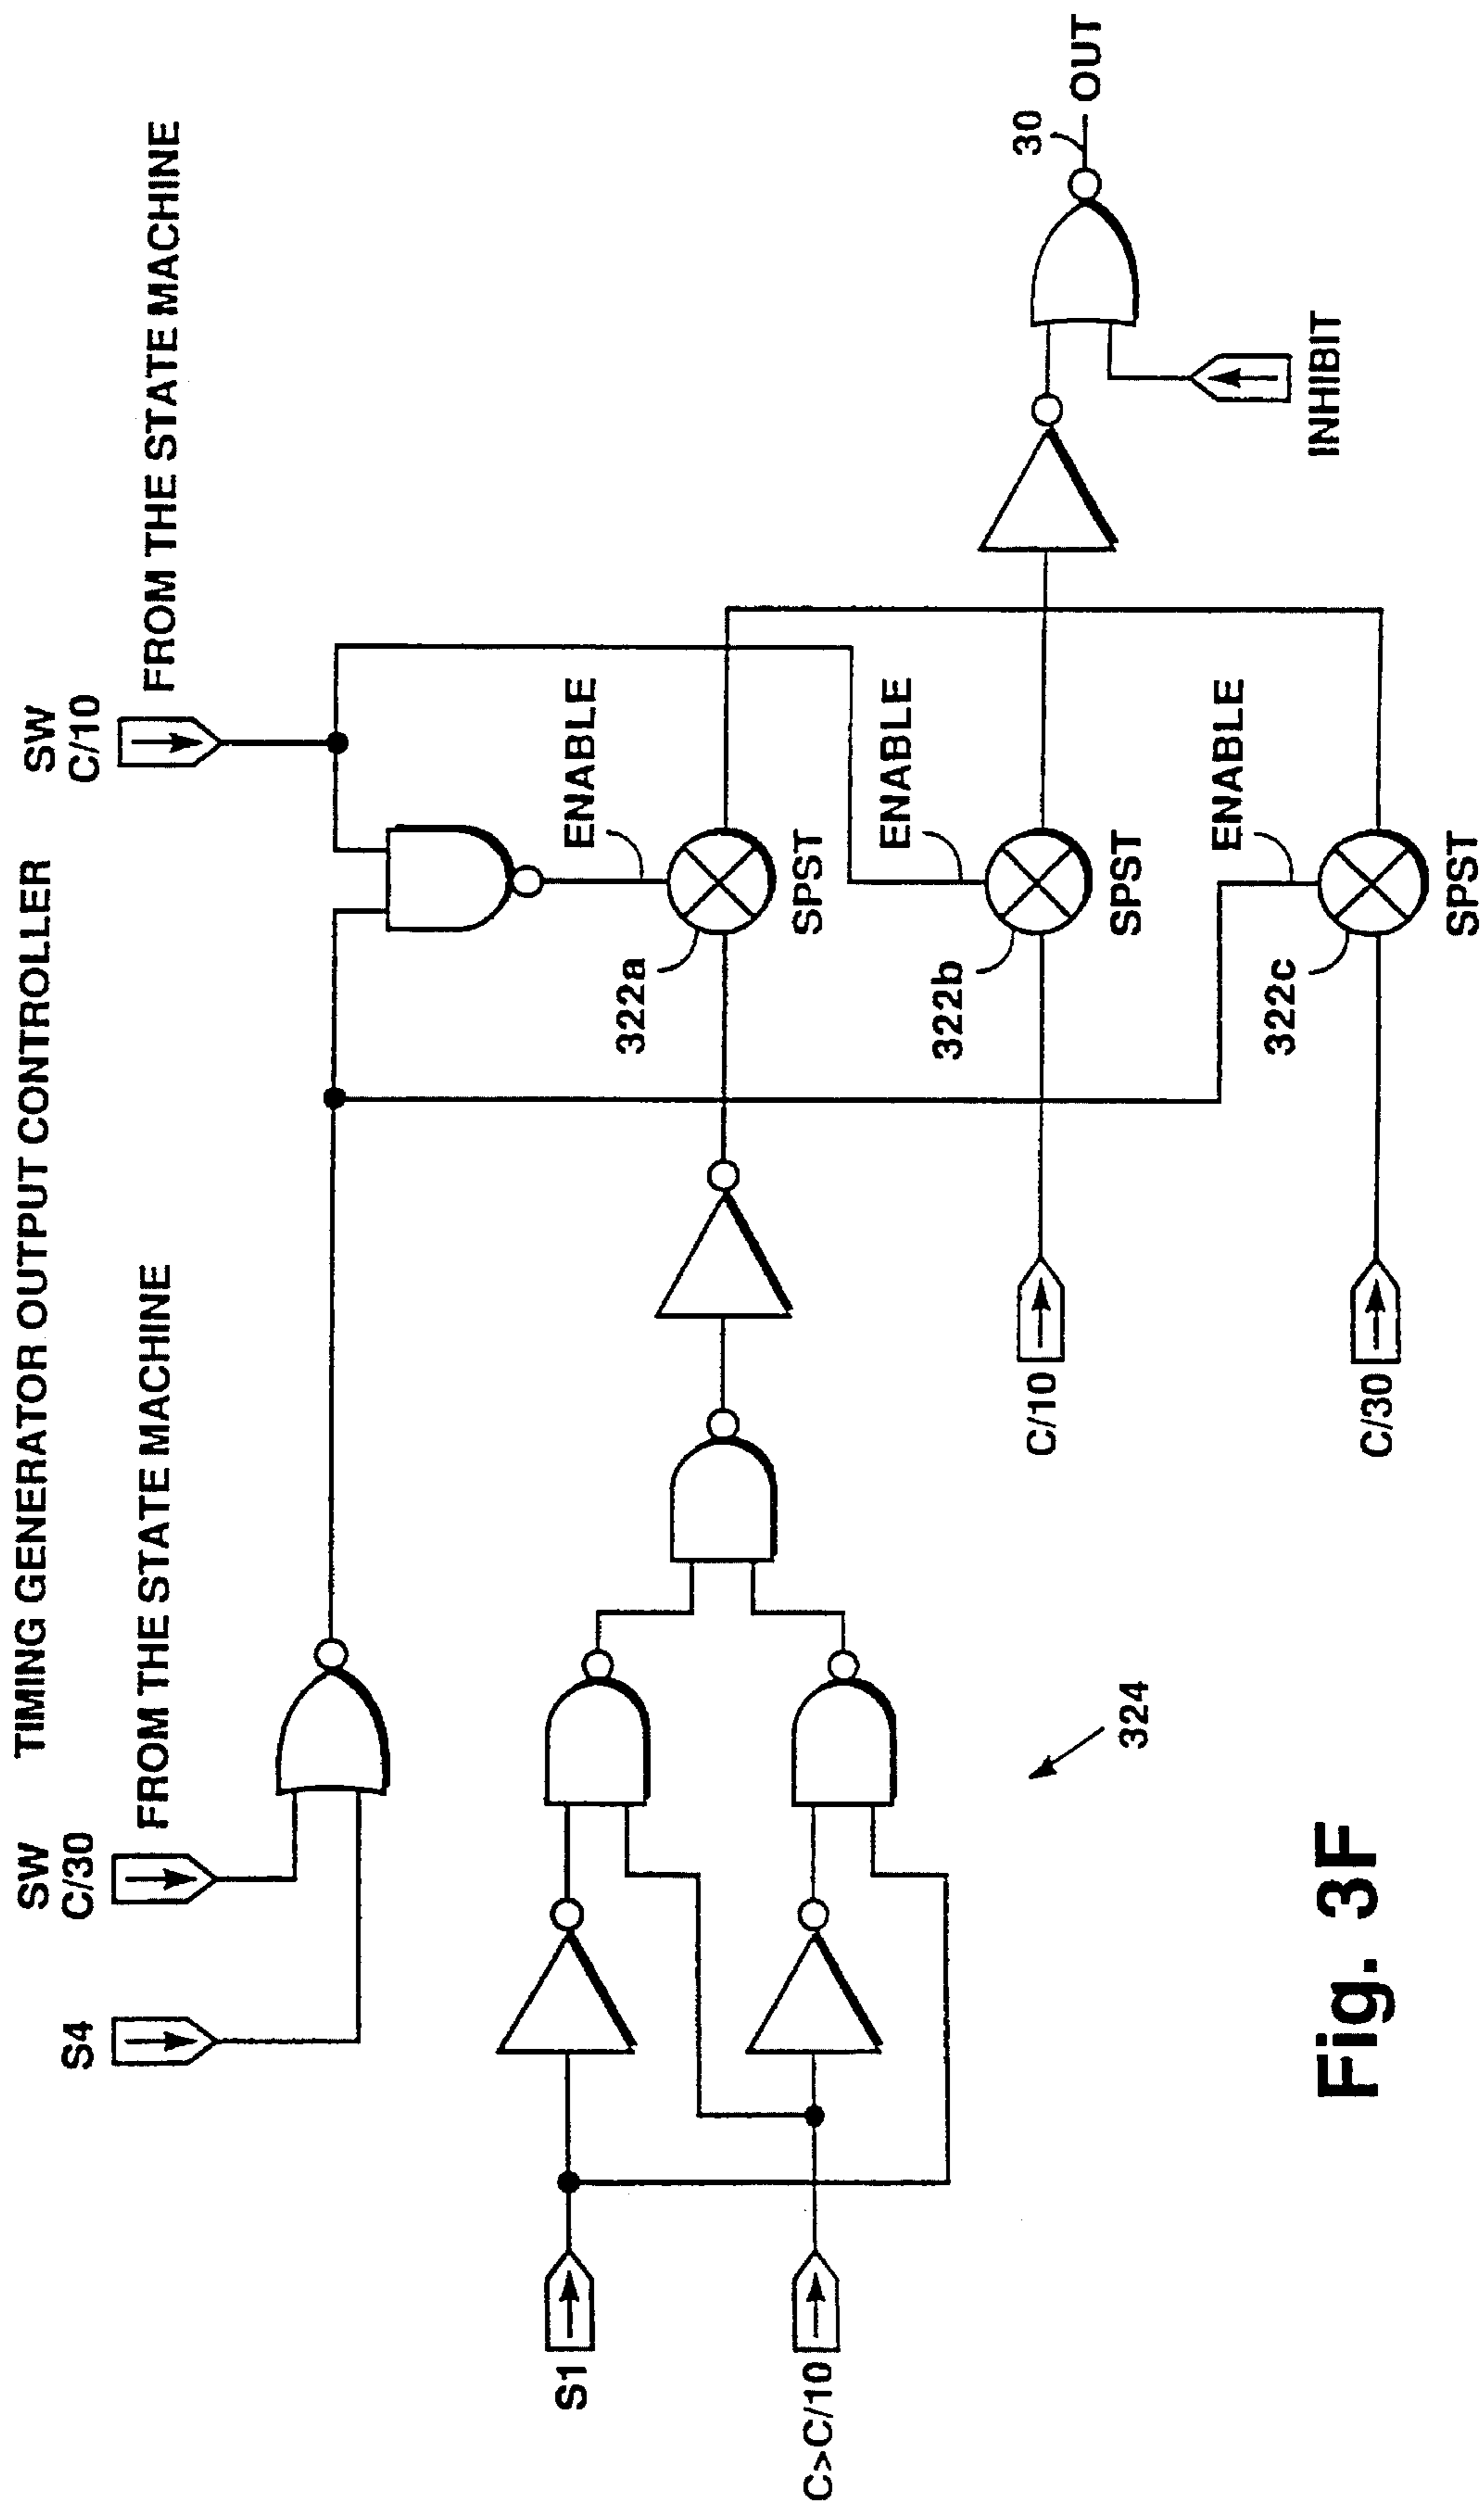 TIMING GENERATOR OUTPUT CONTROLLER
SW
C/10
FROM THE STATE MACHINE
SW
C/30
FROM THE STATE MACHINE
S4
ENABLE
322a
SPST
S1
C>C/10
ENABLE
322b
SPST
30
OUT
C/10
324
ENABLE
322c
SPST
INHIBIT
C/30
Fig. 3F